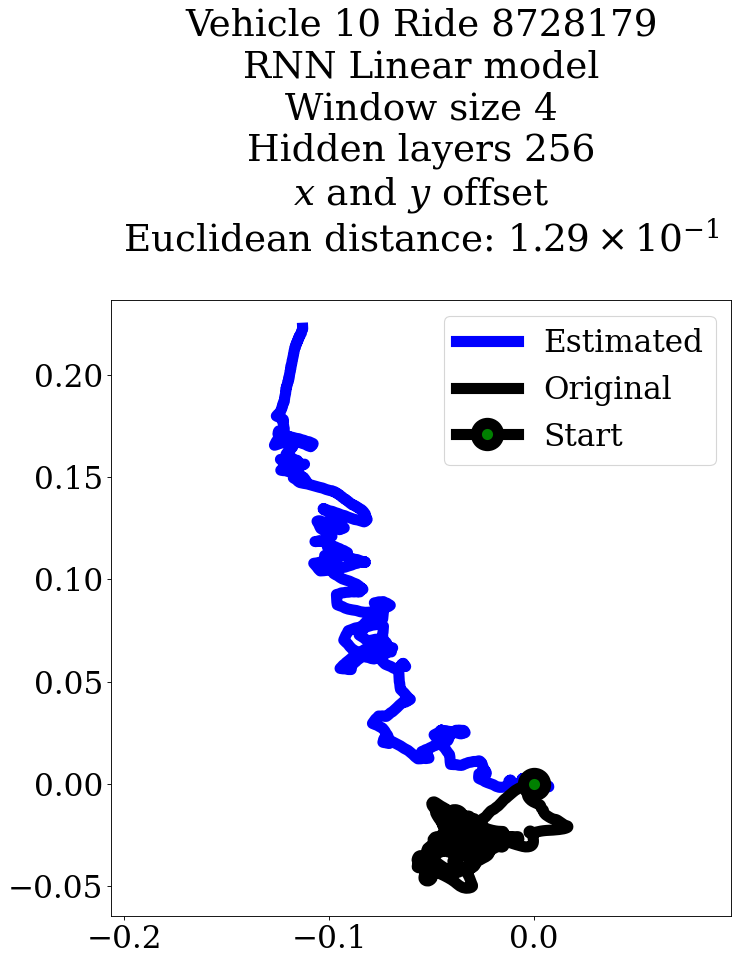 Vehicle 10 Ride 8728179
RNN Linear model
Window size 4
Hidden layers 256
x and y offset
Euclidean distance: 1.29 × 10⁻¹
Estimated
Original
Start
0.20
0.15
0.10
0.05
0.00
−0.05
−0.2
−0.1
0.0